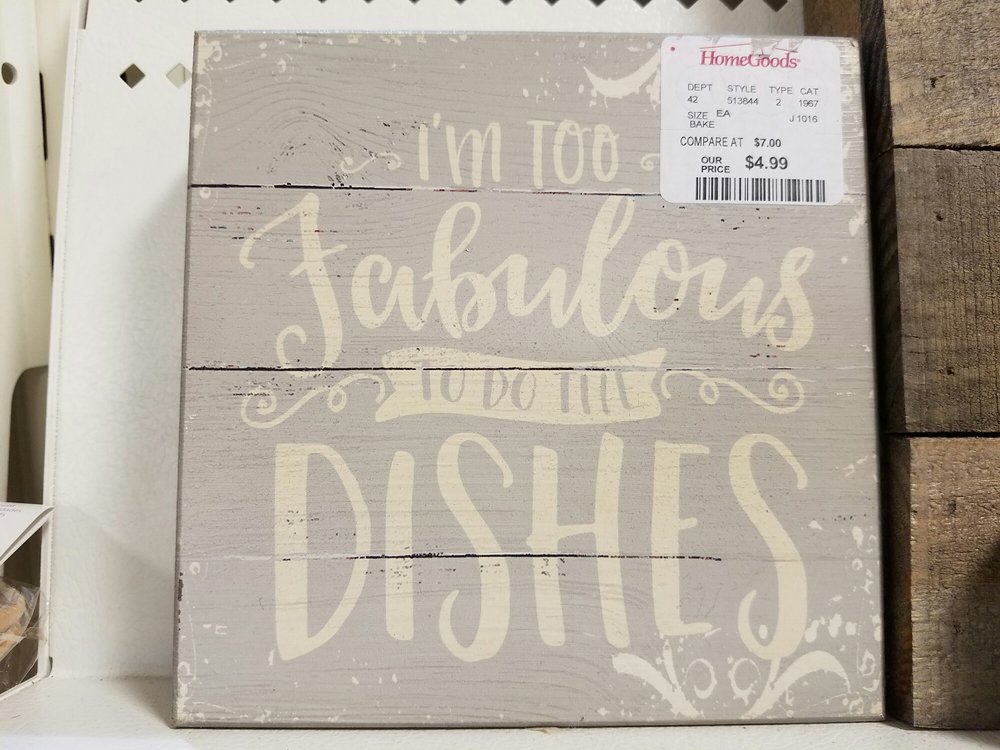 I'M TOO
Fabulous
TO DO THE
DISHES
HomeGoods
DEPT STYLE TYPE CAT
42 513844 2 1967
SIZE EA J 1016
BAKE
COMPARE AT $7.00
OUR PRICE $4.99